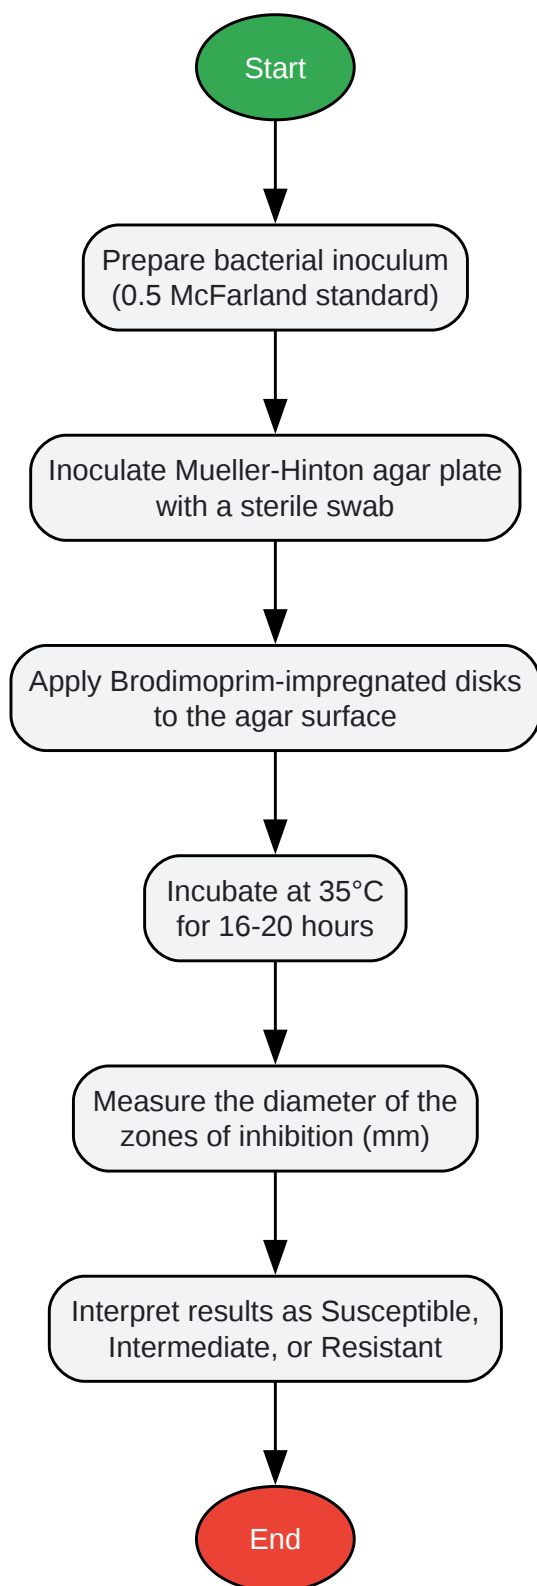 Start
Prepare bacterial inoculum
(0.5 McFarland standard)
Inoculate Mueller-Hinton agar plate
with a sterile swab
Apply Brodimoprim-impregnated disks
to the agar surface
Incubate at 35°C
for 16-20 hours
Measure the diameter of the
zones of inhibition (mm)
Interpret results as Susceptible,
Intermediate, or Resistant
End